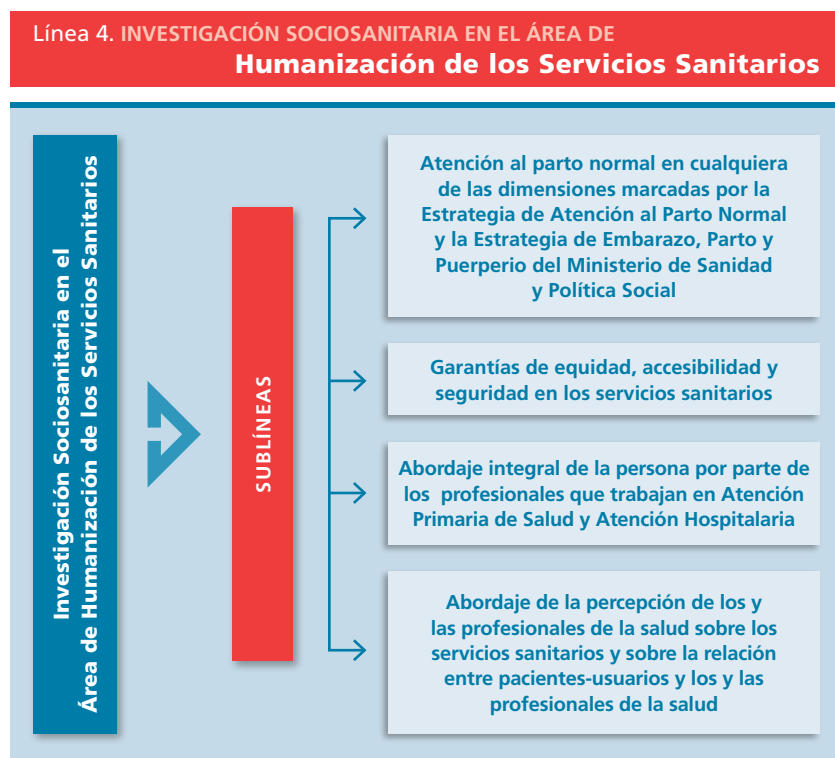 Línea 4. INVESTIGACIÓN SOCIOSANITARIA EN EL ÁREA DE
Humanización de los Servicios Sanitarios
Investigación Sociosanitaria en el
Área de Humanización de los Servicios Sanitarios
SUBLÍNEAS
Atención al parto normal en cualquiera
de las dimensiones marcadas por la
Estrategia de Atención al Parto Normal
y la Estrategia de Embarazo, Parto y
Puerperio del Ministerio de Sanidad
y Política Social
Garantías de equidad, accesibilidad y
seguridad en los servicios sanitarios
Abordaje integral de la persona por parte de
los profesionales que trabajan en Atención
Primaria de Salud y Atención Hospitalaria
Abordaje de la percepción de los y
las profesionales de la salud sobre los
servicios sanitarios y sobre la relación
entre pacientes-usuarios y los y las
profesionales de la salud